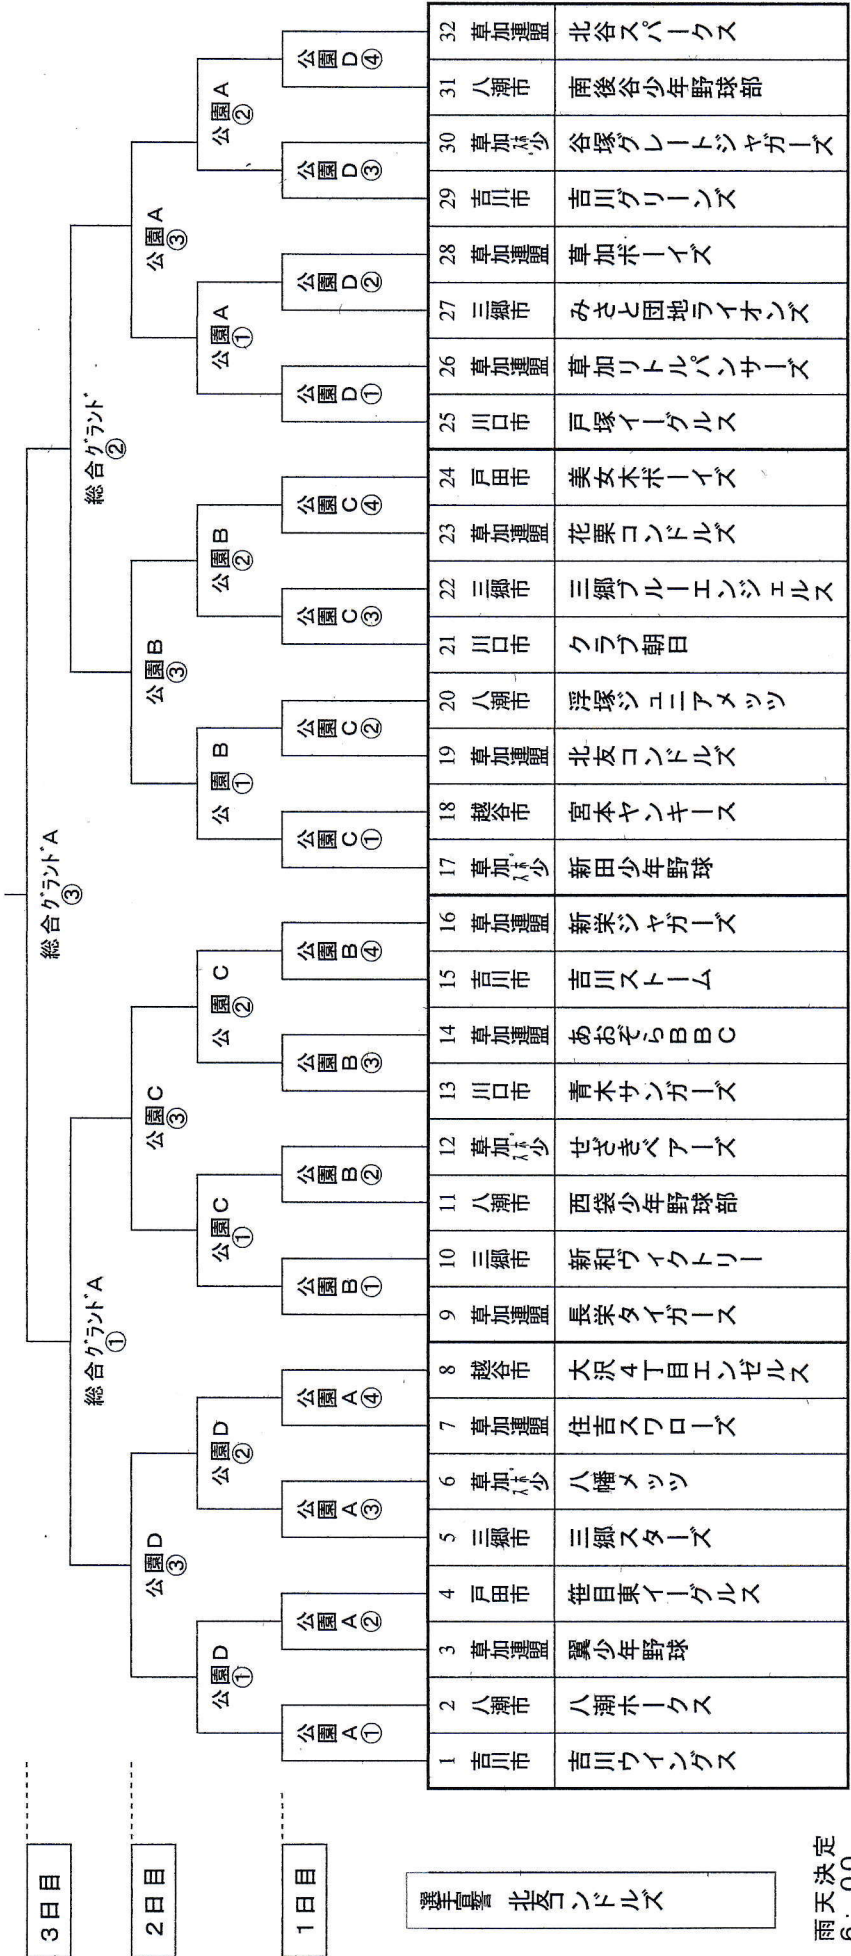 3日目
総合ｸﾞﾗﾝﾄﾞA
③
総合ｸﾞﾗﾝﾄﾞA
①
総合ｸﾞﾗﾝﾄﾞ
②
2日目
公園D
③
公園C
③
公園B
③
公園A
③
公園D
①
公園D
②
公園C
①
公園C
②
公園B
①
公園B
②
公園A
①
公園A
②
1日目
公園A①
公園A②
公園A③
公園A④
公園B①
公園B②
公園B③
公園B④
公園C①
公園C②
公園C③
公園C④
公園D①
公園D②
公園D③
公園D④
選手宣誓 北友コンドルズ
1 吉川市 吉川ウイングス
2 八潮市 八潮ホークス
3 草加連盟 翼少年野球
4 戸田市 笹目東イーグルス
5 三郷市 三郷スターズ
6 草加ｽﾎﾟ少 八幡メッツ
7 草加連盟 住吉スワローズ
8 越谷市 大沢4丁目エンゼルス
9 草加連盟 長栄タイガース
10 三郷市 新和ヴィクトリー
11 八潮市 西袋少年野球部
12 草加ｽﾎﾟ少 せざきベアーズ
13 川口市 青木サンガーズ
14 草加連盟 あおぞらBBC
15 吉川市 吉川ストーム
16 草加連盟 新栄ジャガーズ
17 草加ｽﾎﾟ少 新田少年野球
18 越谷市 宮本ヤンキース
19 草加連盟 北友コンドルズ
20 八潮市 浮塚ジュニアメッツ
21 川口市 クラブ朝日
22 三郷市 三郷ブルーエンジェルス
23 草加連盟 花栗コンドルズ
24 戸田市 美女木ボーイズ
25 川口市 戸塚イーグルス
26 草加連盟 草加リトルパンサーズ
27 三郷市 みさと団地ライオンズ
28 草加連盟 草加ボーイズ
29 吉川市 吉川グリーンズ
30 草加ｽﾎﾟ少 谷塚グレートジャガーズ
31 八潮市 南後谷少年野球部
32 草加連盟 北谷スパークス
雨天決定
6：00